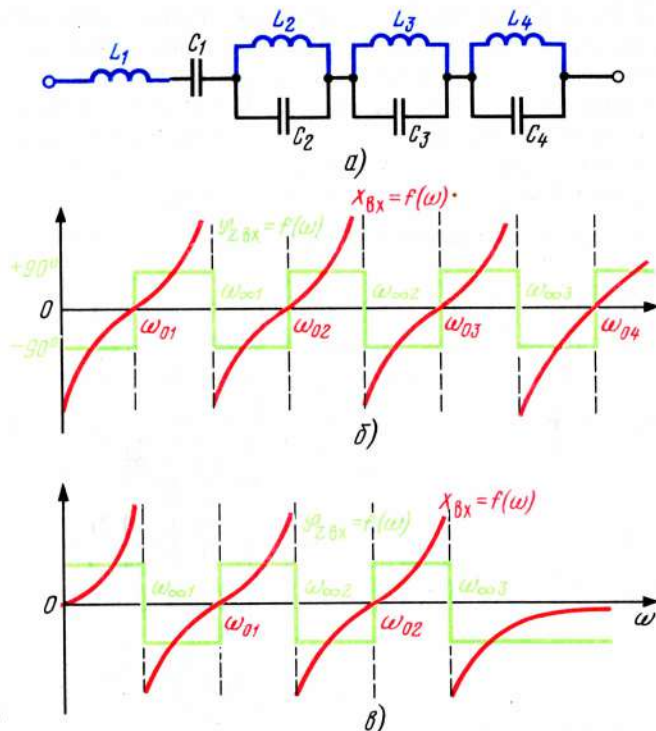 L₁ C₁ L₂ L₃ L₄
C₂ C₃ C₄
а)
φz вх = f(ω) xвх = f(ω)
+90°
ω∞1 ω∞2 ω∞3
0
ω01 ω02 ω03 ω04
−90°
б)
φz вх = f(ω) xвх = f(ω)
ω∞1 ω∞2 ω∞3
0
ω01 ω02 ω
в)